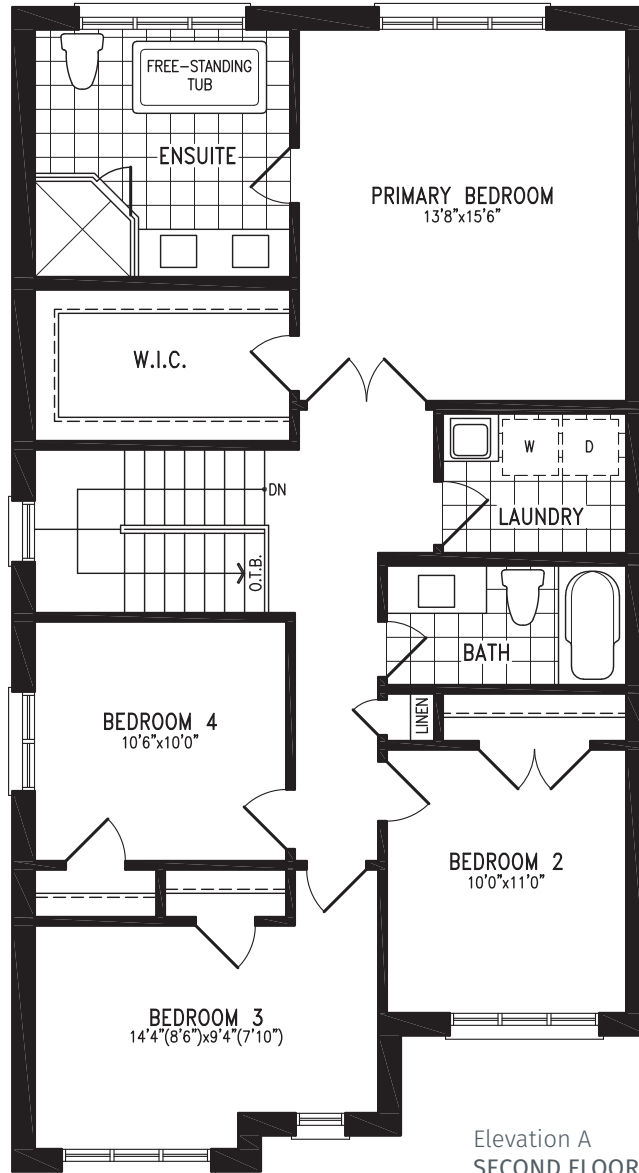 FREE-STANDING
TUB
ENSUITE
PRIMARY BEDROOM
13'8"x15'6"
W.I.C.
W
D
DN
LAUNDRY
O.T.B.
BATH
LINEN
BEDROOM 4
10'6"x10'0"
BEDROOM 2
10'0"x11'0"
BEDROOM 3
14'4"(8'6")x9'4"(7'10")
Elevation A
SECOND FLOOR